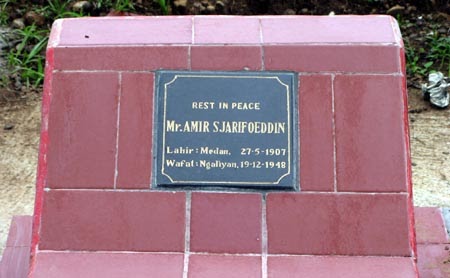 REST IN PEACE
Mr. AMIR SJARIFOEDDIN
Lahir : Medan, 27-5-1907
Wafat : Ngaliyan, 19-12-1948